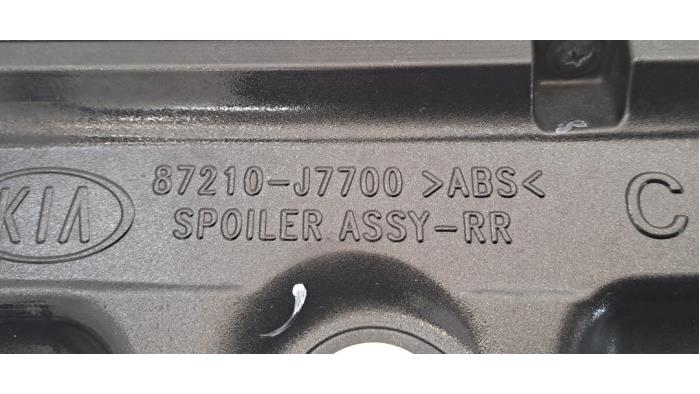 KIA
87210-J7700 >ABS<
SPOILER ASSY-RR
C